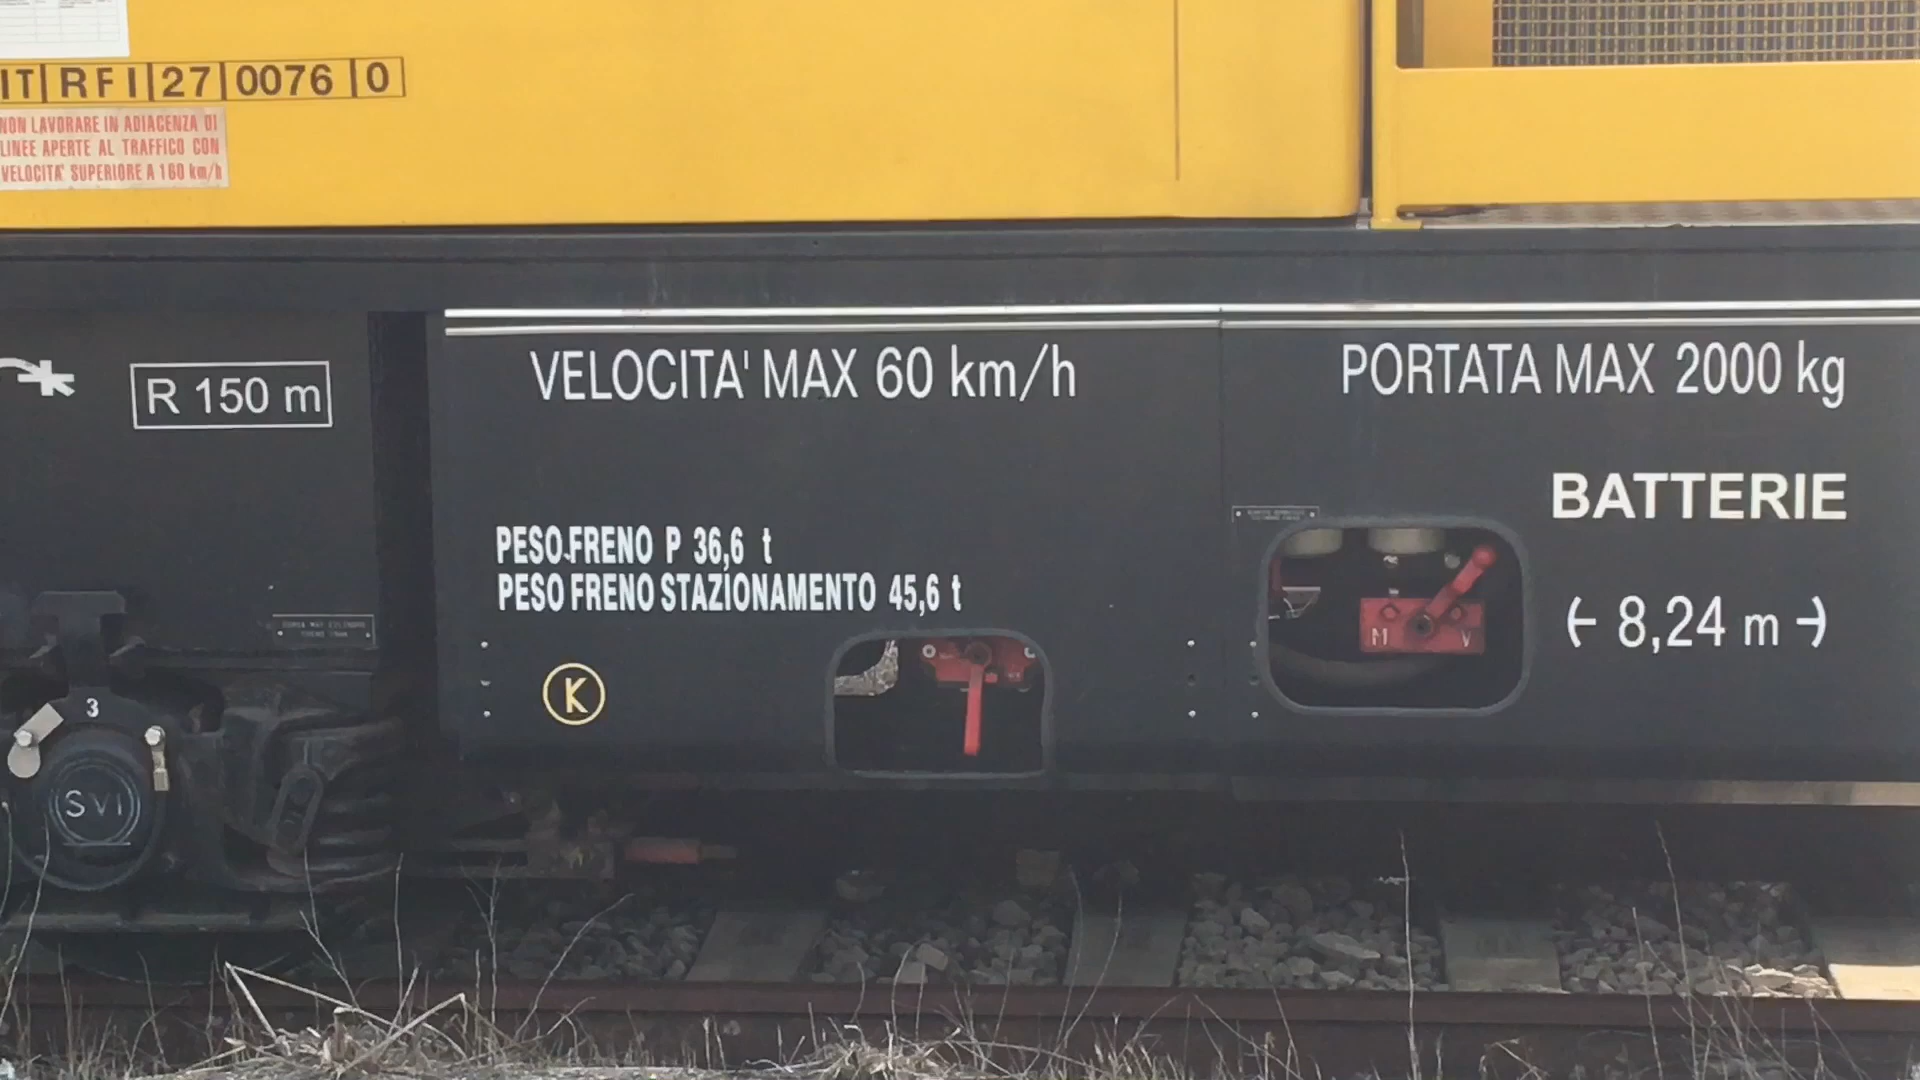 IT RFI 27 0076 0
NON LAVORARE IN ADIACENZA DI
LINEE APERTE AL TRAFFICO CON
VELOCITA' SUPERIORE A 160 km/h
R 150 m
VELOCITA' MAX 60 km/h
PORTATA MAX 2000 kg
BATTERIE
PESO FRENO P 36,6 t
PESO FRENO STAZIONAMENTO 45,6 t
8,24 m
M V
K
3
SVI